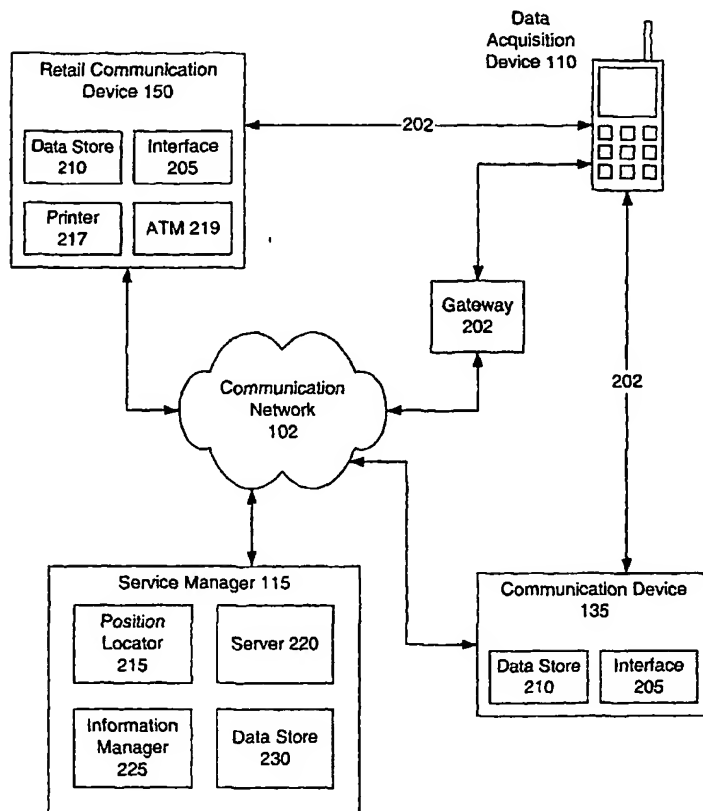 Data
Acquisition
Device 110
Retail Communication
Device 150
Data Store
210
Interface
205
Printer
217
ATM 219
202
Gateway
202
202
Communication
Network
102
Service Manager 115
Position
Locator
215
Server 220
Information
Manager
225
Data Store
230
Communication Device
135
Data Store
210
Interface
205